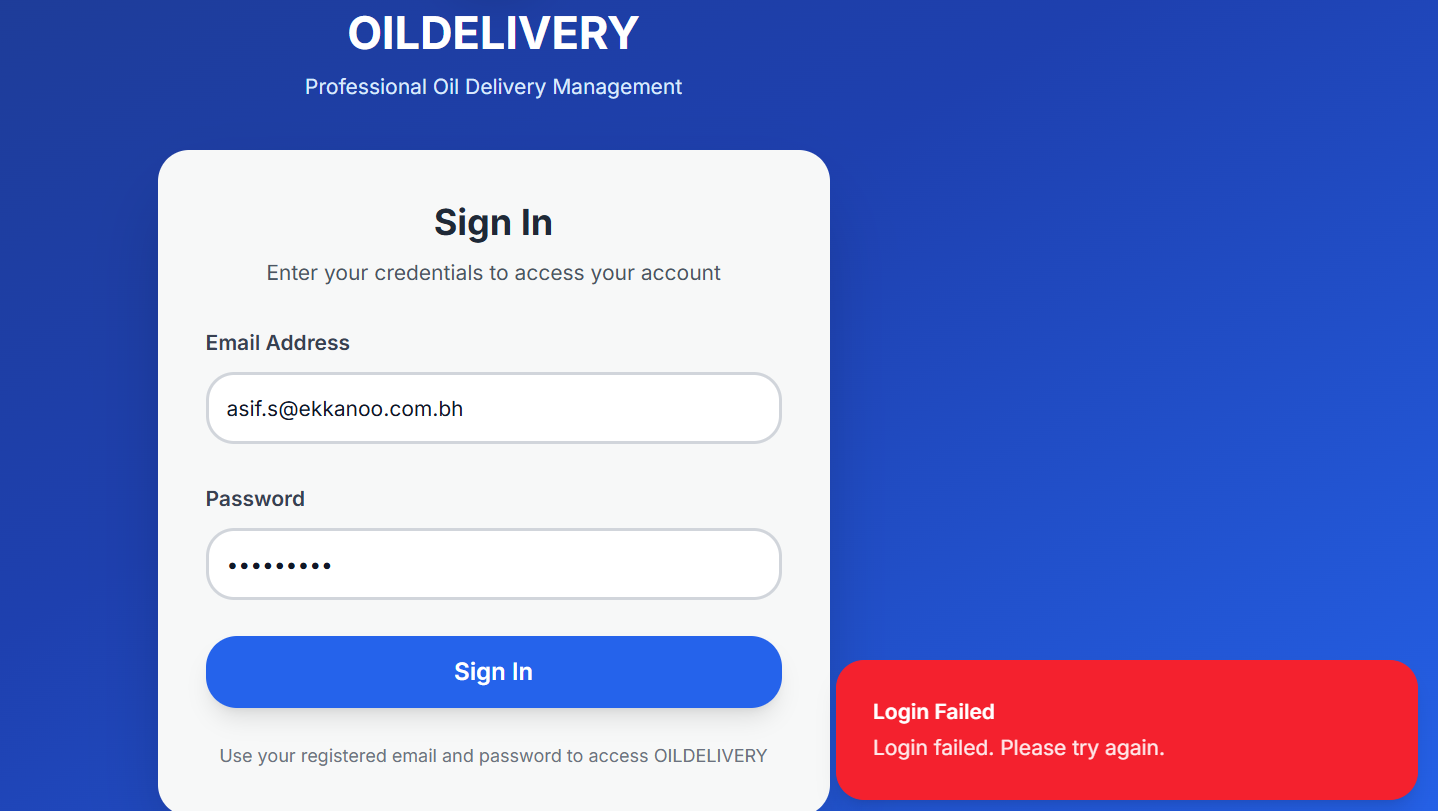 OILDELIVERY
Professional Oil Delivery Management
Sign In
Enter your credentials to access your account
Email Address
asif.s@ekkanoo.com.bh
Password
•••••••••
Sign In
Use your registered email and password to access OILDELIVERY
Login Failed
Login failed. Please try again.